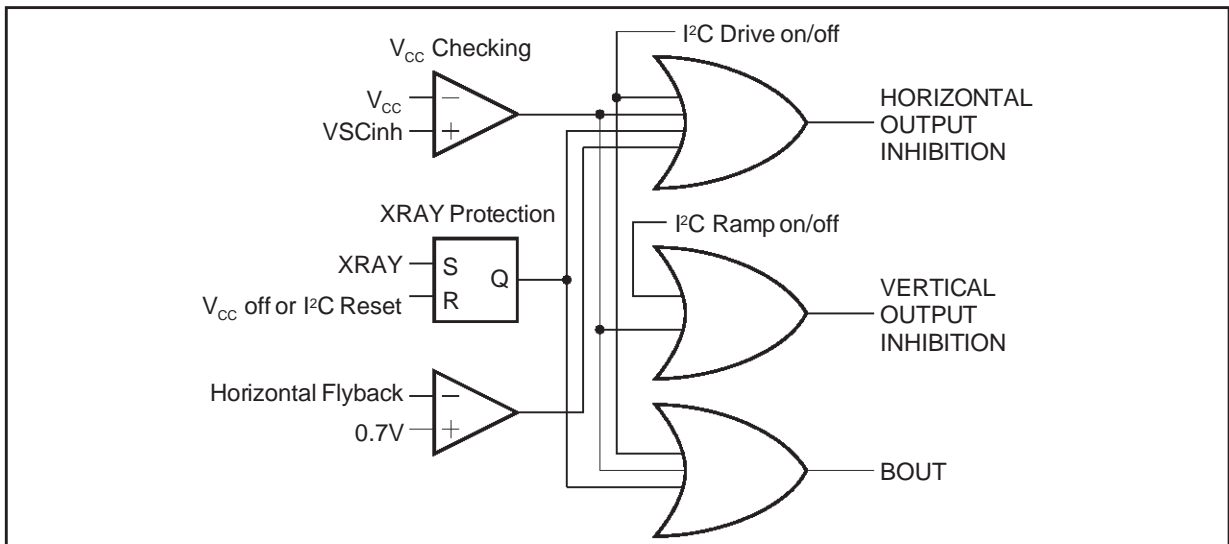 I²C Drive on/off
V_CC Checking
V_CC
−
VSCinh
+
HORIZONTAL
OUTPUT
INHIBITION
XRAY Protection
I²C Ramp on/off
XRAY
S
Q
V_CC off or I²C Reset
R
VERTICAL
OUTPUT
INHIBITION
Horizontal Flyback
−
0.7V
+
BOUT